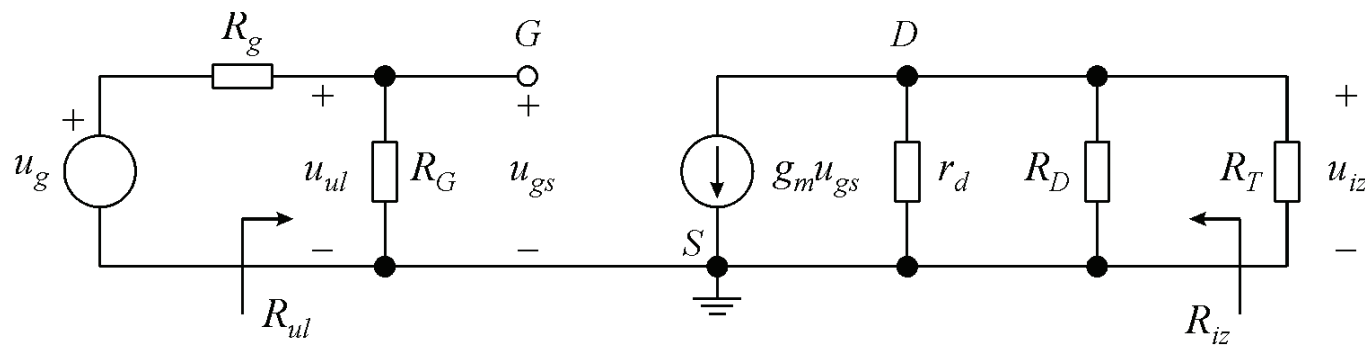 R_g G D
+ + + +
u_g u_ul R_G u_gs g_m u_gs r_d R_D R_T u_iz
− − S −
R_ul R_iz